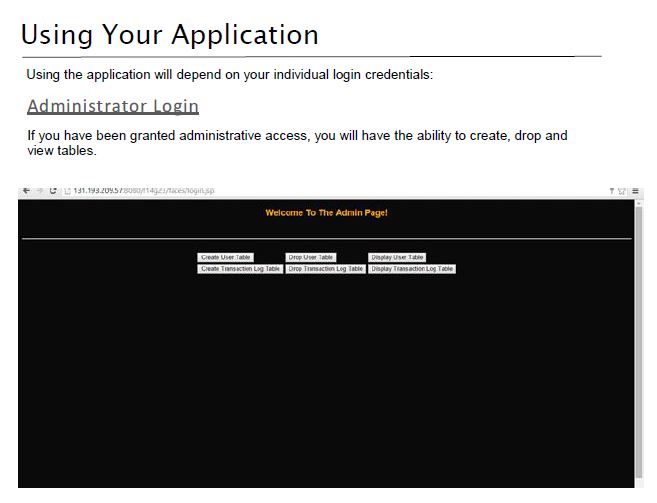 Using Your Application
Using the application will depend on your individual login credentials:
Administrator Login
If you have been granted administrative access, you will have the ability to create, drop and
view tables.
131.193.209.57:8080/f14g23/faces/login.jsp
Welcome To The Admin Page!
Create User Table Drop User Table Display User Table
Create Transaction Log Table Drop Transaction Log Table Display Transaction Log Table